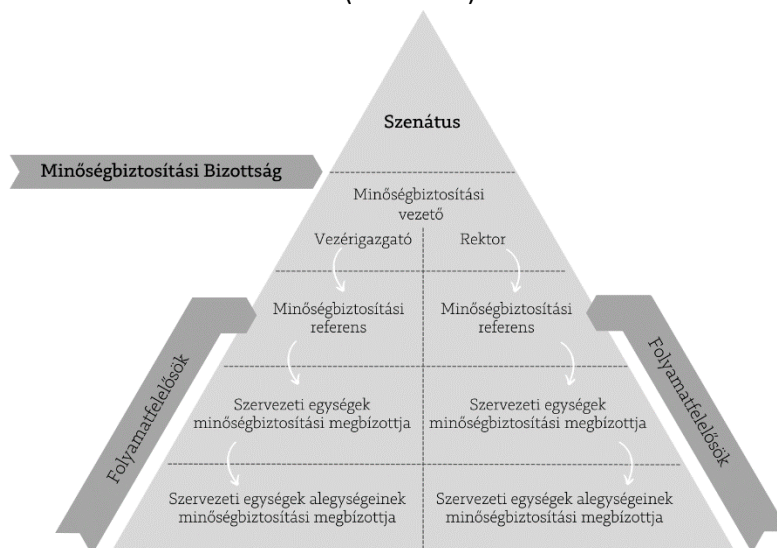 Szenátus
Minőségbiztosítási Bizottság
Minőségbiztosítási
vezető
Vezérigazgató
Rektor
Minőségbiztosítási
referens
Minőségbiztosítási
referens
Folyamatfelelősök
Folyamatfelelősök
Szervezeti egységek
minőségbiztosítási megbízottja
Szervezeti egységek
minőségbiztosítási megbízottja
Szervezeti egységek alegységeinek
minőségbiztosítási megbízottja
Szervezeti egységek alegységeinek
minőségbiztosítási megbízottja